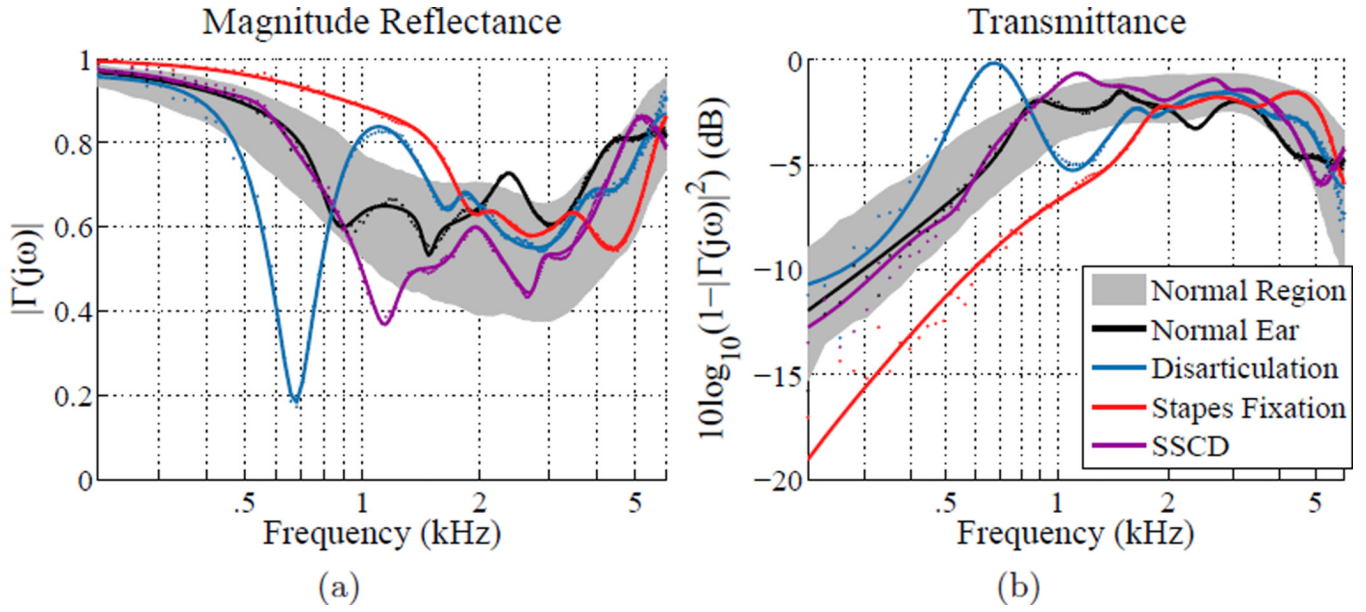 Magnitude Reflectance
|Γ(jω)|
1
0.8
0.6
0.4
0.2
0
.5 1 2 5
Frequency (kHz)
(a)
Transmittance
10log10(1−|Γ(jω)|2) (dB)
0
−5
−10
−15
−20
Normal Region
Normal Ear
Disarticulation
Stapes Fixation
SSCD
.5 1 2 5
Frequency (kHz)
(b)